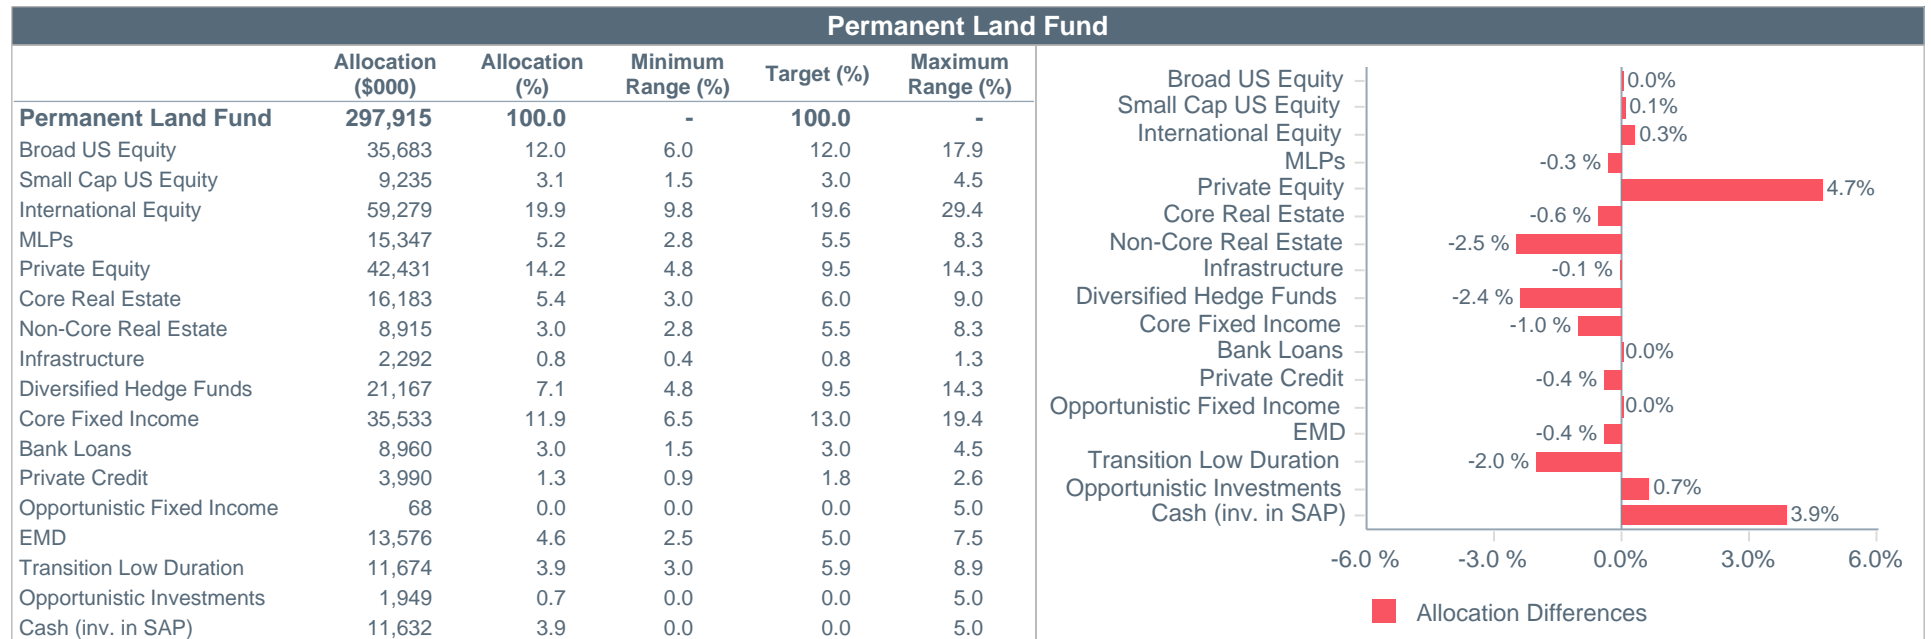 Permanent Land Fund
Allocation ($000) Allocation (%) Minimum Range (%) Target (%) Maximum Range (%)
Permanent Land Fund 297,915 100.0 - 100.0 -
Broad US Equity 35,683 12.0 6.0 12.0 17.9
Small Cap US Equity 9,235 3.1 1.5 3.0 4.5
International Equity 59,279 19.9 9.8 19.6 29.4
MLPs 15,347 5.2 2.8 5.5 8.3
Private Equity 42,431 14.2 4.8 9.5 14.3
Core Real Estate 16,183 5.4 3.0 6.0 9.0
Non-Core Real Estate 8,915 3.0 2.8 5.5 8.3
Infrastructure 2,292 0.8 0.4 0.8 1.3
Diversified Hedge Funds 21,167 7.1 4.8 9.5 14.3
Core Fixed Income 35,533 11.9 6.5 13.0 19.4
Bank Loans 8,960 3.0 1.5 3.0 4.5
Private Credit 3,990 1.3 0.9 1.8 2.6
Opportunistic Fixed Income 68 0.0 0.0 0.0 5.0
EMD 13,576 4.6 2.5 5.0 7.5
Transition Low Duration 11,674 3.9 3.0 5.9 8.9
Opportunistic Investments 1,949 0.7 0.0 0.0 5.0
Cash (inv. in SAP) 11,632 3.9 0.0 0.0 5.0
Broad US Equity 0.0%
Small Cap US Equity 0.1%
International Equity 0.3%
MLPs -0.3 %
Private Equity 4.7%
Core Real Estate -0.6 %
Non-Core Real Estate -2.5 %
Infrastructure -0.1 %
Diversified Hedge Funds -2.4 %
Core Fixed Income -1.0 %
Bank Loans 0.0%
Private Credit -0.4 %
Opportunistic Fixed Income 0.0%
EMD -0.4 %
Transition Low Duration -2.0 %
Opportunistic Investments 0.7%
Cash (inv. in SAP) 3.9%
-6.0 % -3.0 % 0.0% 3.0% 6.0%
Allocation Differences